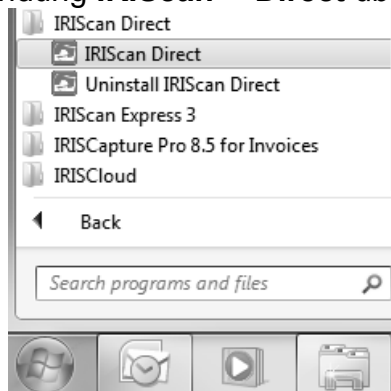 IRIScan Direct
IRIScan Direct
Uninstall IRIScan Direct
IRIScan Express 3
IRISCapture Pro 8.5 for Invoices
IRISCloud
Back
Search programs and files